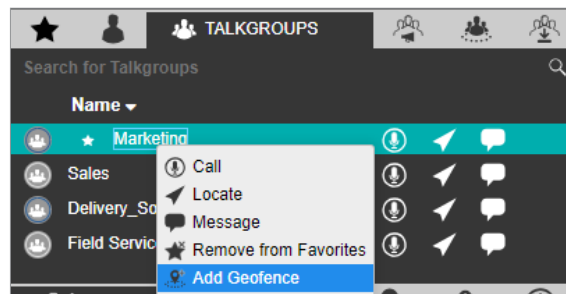 TALKGROUPS
Search for Talkgroups
Name
Marketing
Call
Sales
Locate
Delivery_So
Message
Field Servic
Remove from Favorites
Add Geofence